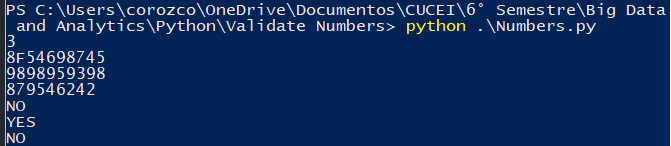 PS C:\Users\corozco\OneDrive\Documentos\CUCEI\6° Semestre\Big Data
 and Analytics\Python\Validate Numbers> python .\Numbers.py
3
8F54698745
9898959398
879546242
NO
YES
NO